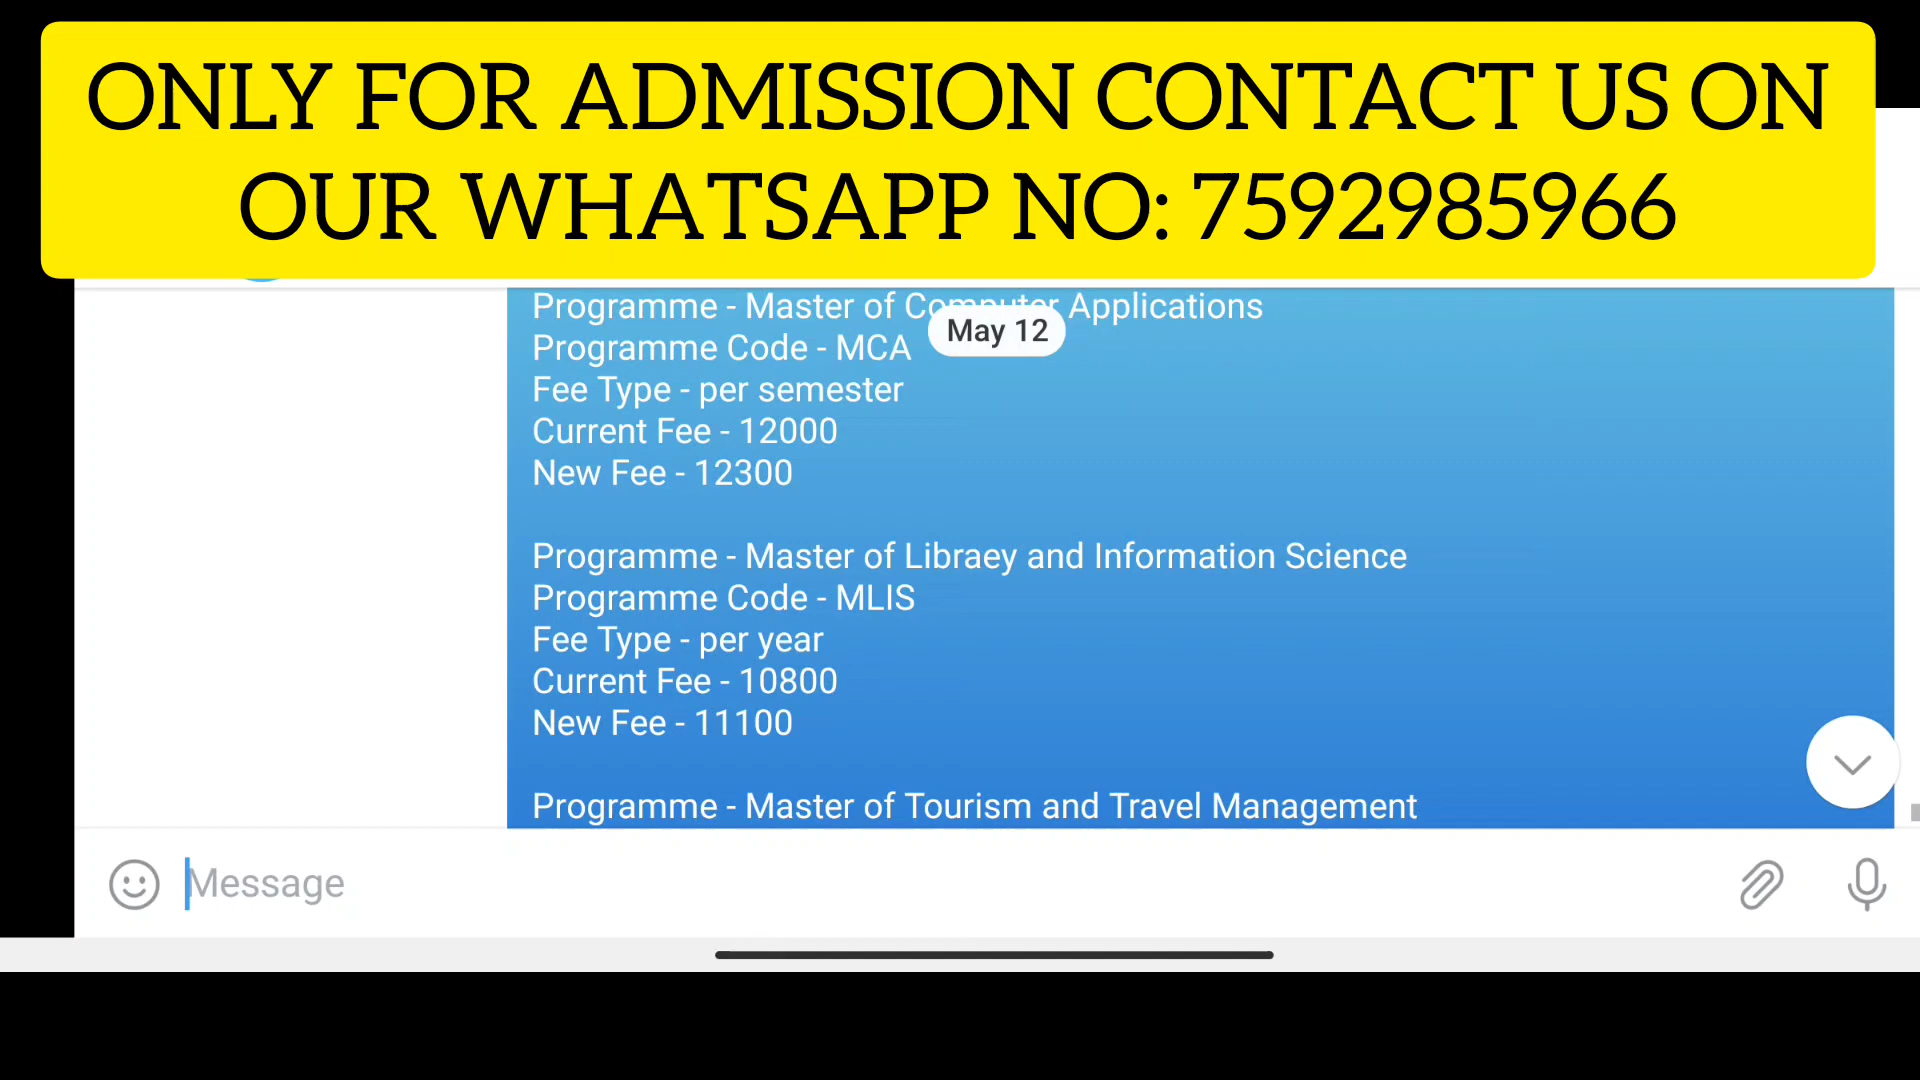 ONLY FOR ADMISSION CONTACT US ON
OUR WHATSAPP NO: 7592985966
Programme - Master of Computer Applications
May 12
Programme Code - MCA
Fee Type - per semester
Current Fee - 12000
New Fee - 12300
Programme - Master of Libraey and Information Science
Programme Code - MLIS
Fee Type - per year
Current Fee - 10800
New Fee - 11100
Programme - Master of Tourism and Travel Management
Message